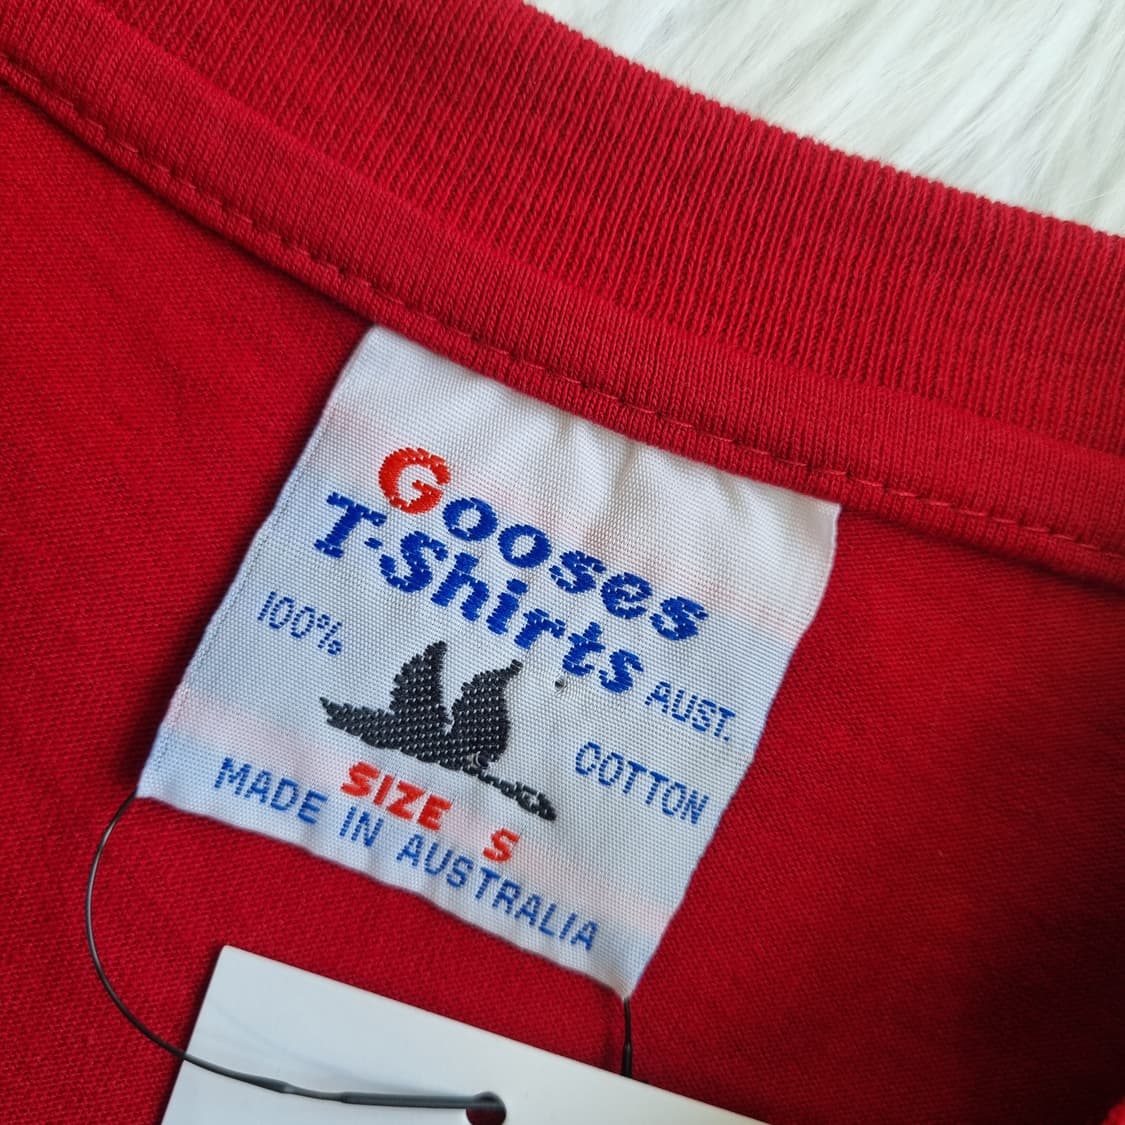 Gooses
T-Shirts
100% AUST.
COTTON
SIZE S
MADE IN AUSTRALIA